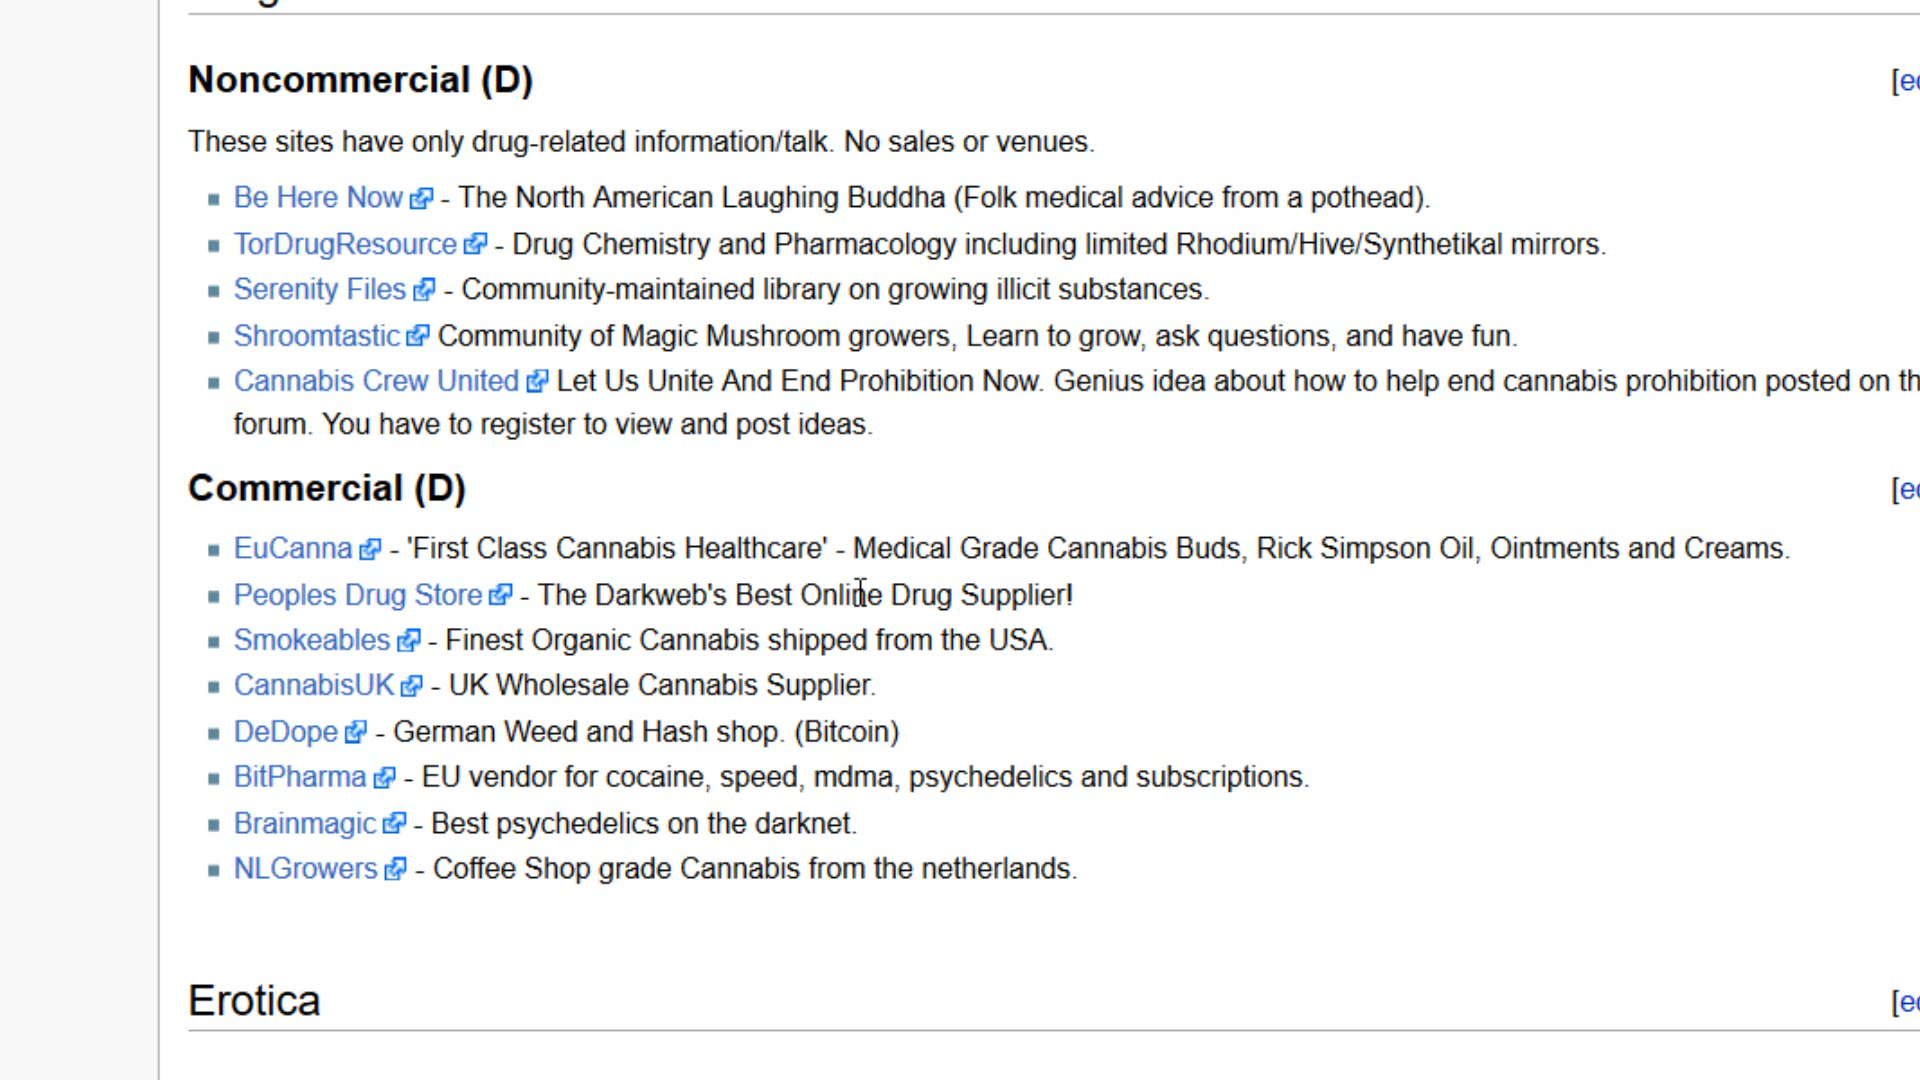 Noncommercial (D)
[e
These sites have only drug-related information/talk. No sales or venues.
Be Here Now - The North American Laughing Buddha (Folk medical advice from a pothead).
TorDrugResource - Drug Chemistry and Pharmacology including limited Rhodium/Hive/Synthetikal mirrors.
Serenity Files - Community-maintained library on growing illicit substances.
Shroomtastic Community of Magic Mushroom growers, Learn to grow, ask questions, and have fun.
Cannabis Crew United Let Us Unite And End Prohibition Now. Genius idea about how to help end cannabis prohibition posted on th
forum. You have to register to view and post ideas.
Commercial (D)
[e
EuCanna - 'First Class Cannabis Healthcare' - Medical Grade Cannabis Buds, Rick Simpson Oil, Ointments and Creams.
Peoples Drug Store - The Darkweb's Best Online Drug Supplier!
Smokeables - Finest Organic Cannabis shipped from the USA.
CannabisUK - UK Wholesale Cannabis Supplier.
DeDope - German Weed and Hash shop. (Bitcoin)
BitPharma - EU vendor for cocaine, speed, mdma, psychedelics and subscriptions.
Brainmagic - Best psychedelics on the darknet.
NLGrowers - Coffee Shop grade Cannabis from the netherlands.
Erotica
[e